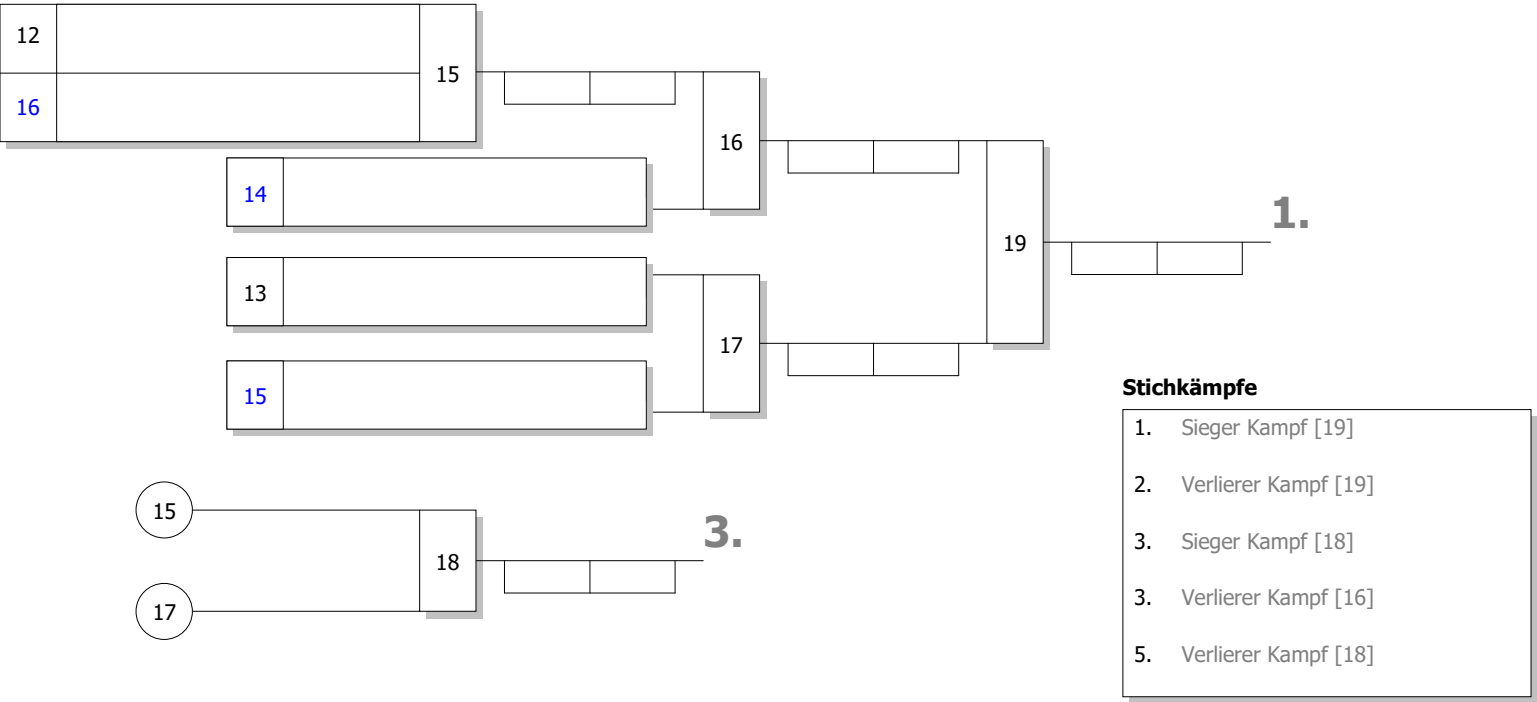 12
15
16
16
14
1.
19
13
17
15
Stichkämpfe
1. Sieger Kampf [19]
2. Verlierer Kampf [19]
15
3.
3. Sieger Kampf [18]
18
3. Verlierer Kampf [16]
17
5. Verlierer Kampf [18]